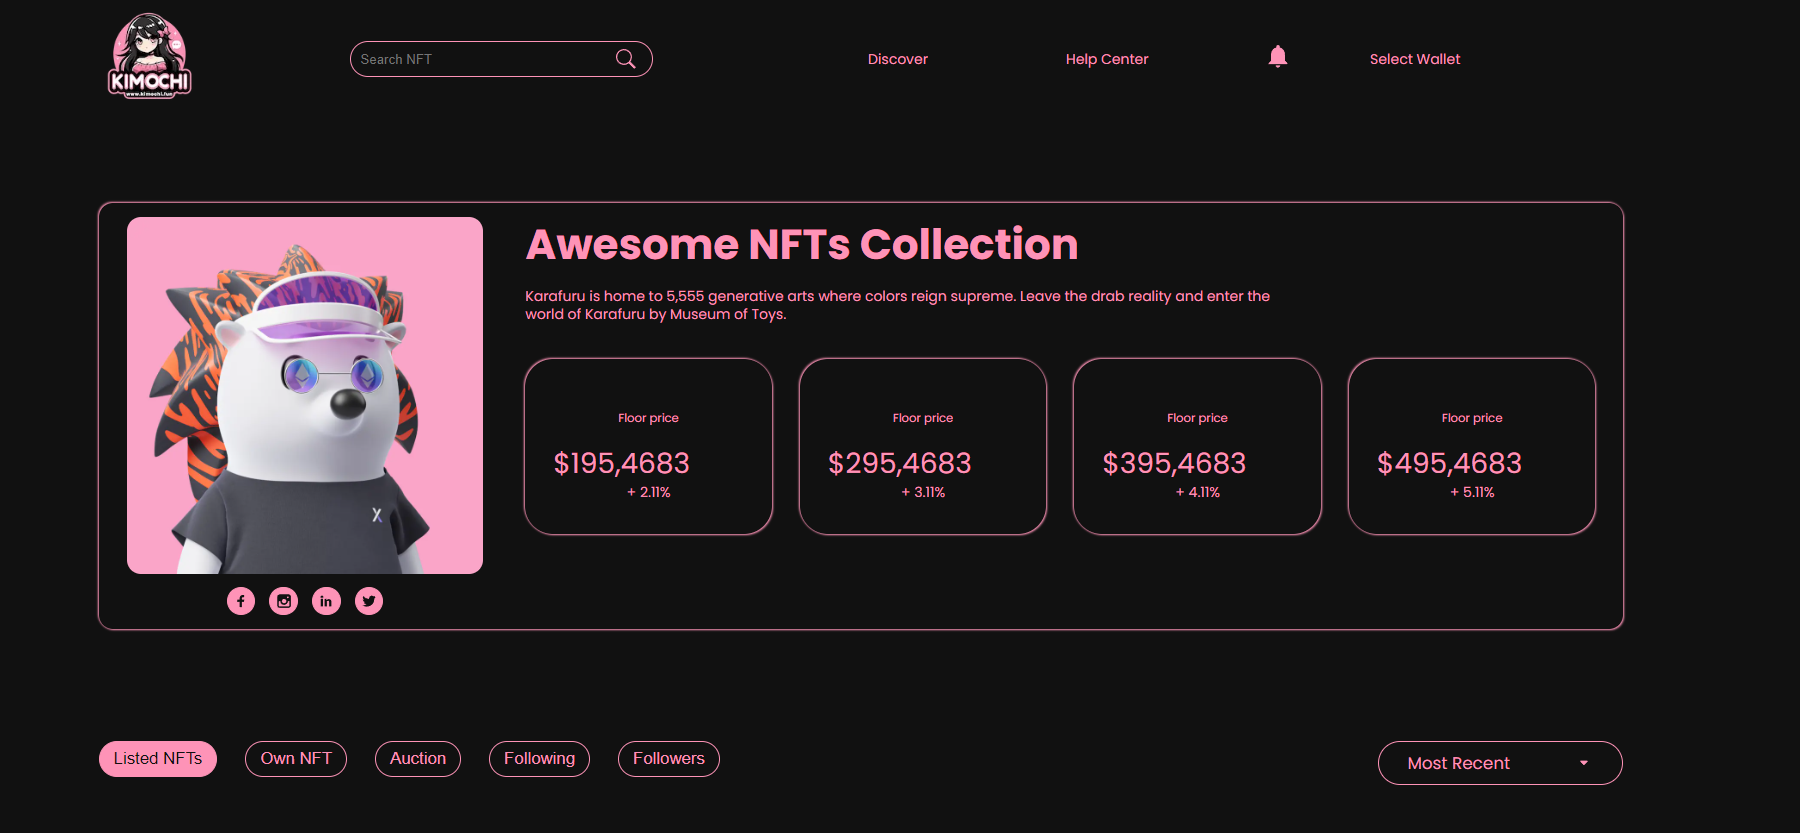 KIMOCHI
www.kimochi.fun
Search NFT
Discover
Help Center
Select Wallet
Awesome NFTs Collection
Karafuru is home to 5,555 generative arts where colors reign supreme. Leave the drab reality and enter the
world of Karafuru by Museum of Toys.
Floor price
$195,4683
+ 2.11%
Floor price
$295,4683
+ 3.11%
Floor price
$395,4683
+ 4.11%
Floor price
$495,4683
+ 5.11%
X
Listed NFTs
Own NFT
Auction
Following
Followers
Most Recent